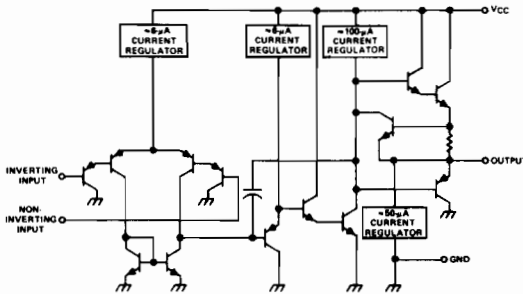 VCC
≈6-µA
CURRENT
REGULATOR
≈6-µA
CURRENT
REGULATOR
≈100-µA
CURRENT
REGULATOR
INVERTING
INPUT
NON-
INVERTING
INPUT
OUTPUT
≈50-µA
CURRENT
REGULATOR
GND